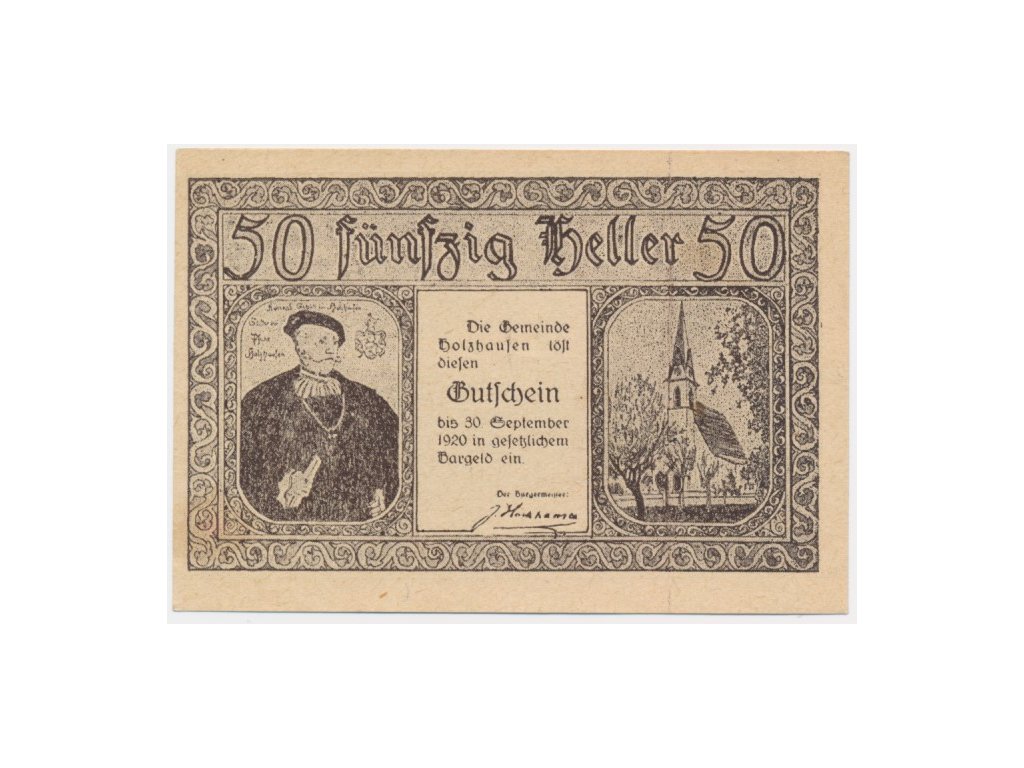 50 fünfzig Heller 50
Holzhausen
Die Gemeinde
Holzhausen löst
diesen
Gutschein
bis 30. September
1920 in gesetzlichem
Bargeld ein.
Der Bürgermeister: